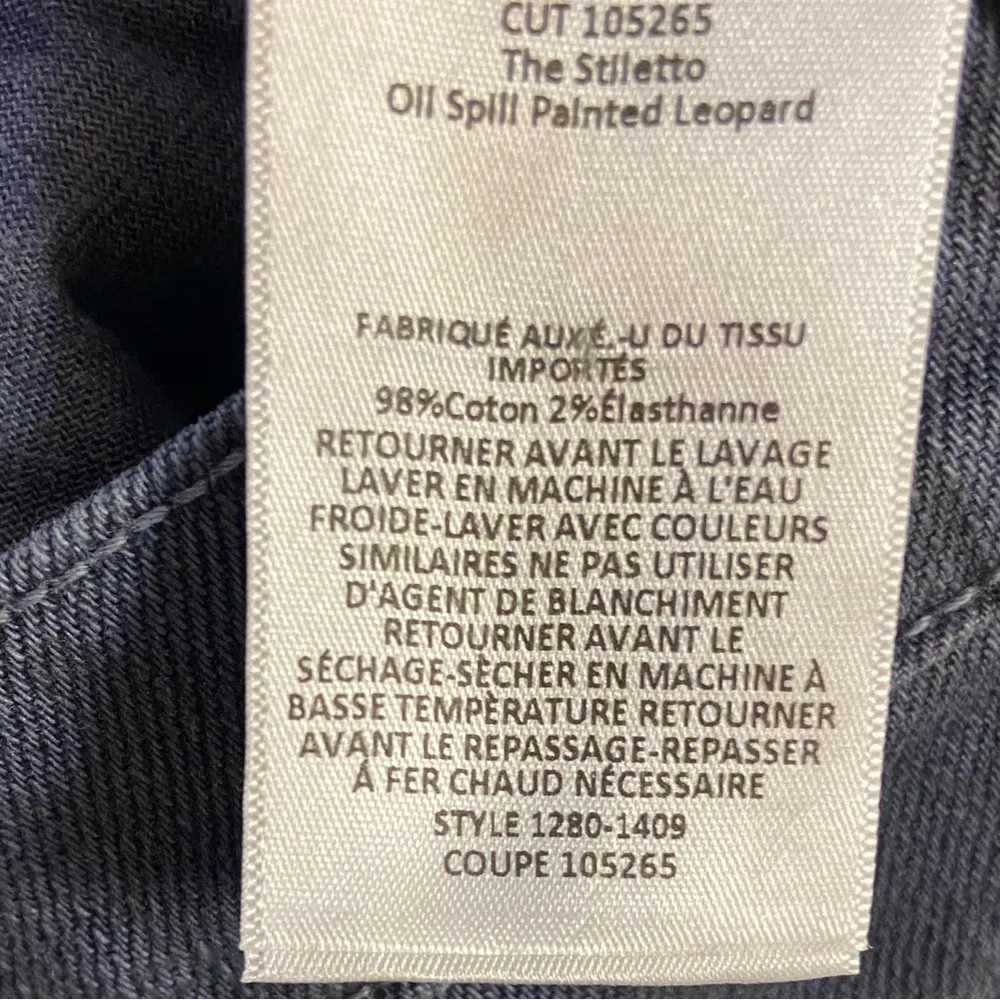 CUT 105265
The Stiletto
Oil Spill Painted Leopard
FABRIQUÉ AUX É.-U DU TISSU
IMPORTÉS
98%Coton 2%Élasthanne
RETOURNER AVANT LE LAVAGE
LAVER EN MACHINE À L'EAU
FROIDE-LAVER AVEC COULEURS
SIMILAIRES NE PAS UTILISER
D'AGENT DE BLANCHIMENT
RETOURNER AVANT LE
SÉCHAGE-SÈCHER EN MACHINE À
BASSE TEMPÈRATURE RETOURNER
AVANT LE REPASSAGE-REPASSER
Á FER CHAUD NÉCESSAIRE
STYLE 1280-1409
COUPE 105265